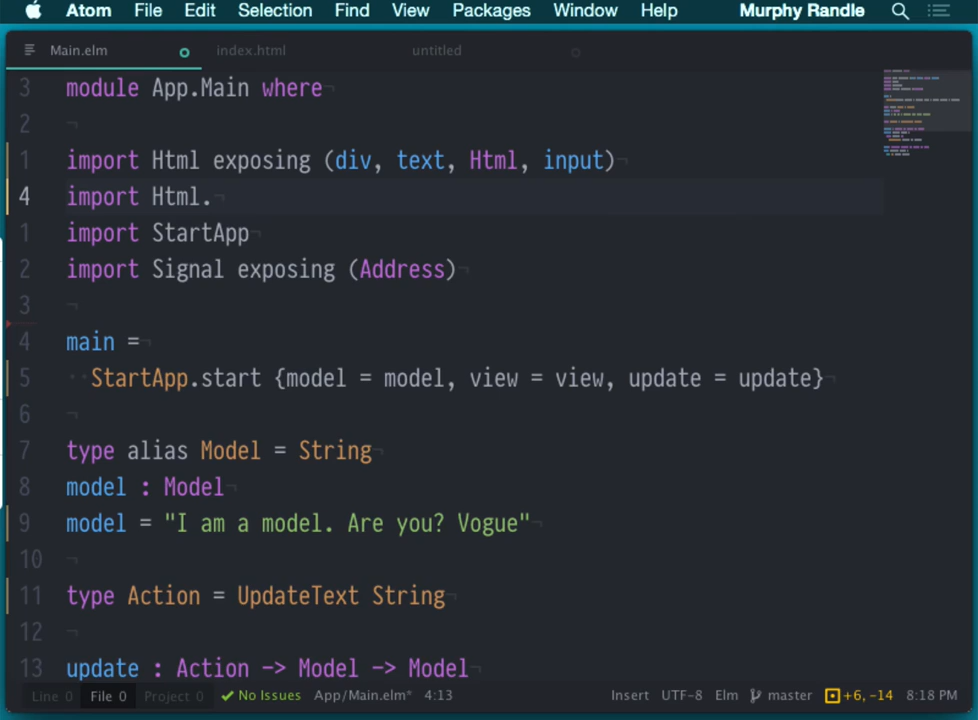 Atom File Edit Selection Find View Packages Window Help Murphy Randle
Main.elm index.html untitled
3 module App.Main where¬
2 ¬
1 import Html exposing (div, text, Html, input)¬
4 import Html.¬
1 import StartApp¬
2 import Signal exposing (Address)¬
3 ¬
4 main =¬
5 ··StartApp.start {model = model, view = view, update = update}¬
6 ¬
7 type alias Model = String¬
8 model : Model¬
9 model = "I am a model. Are you? Vogue"¬
10 ¬
11 type Action = UpdateText String¬
12 ¬
13 update : Action -> Model -> Model¬
Line 0 File 0 Project 0 No Issues App/Main.elm* 4:13 Insert UTF-8 Elm master +6, -14 8:18 PM